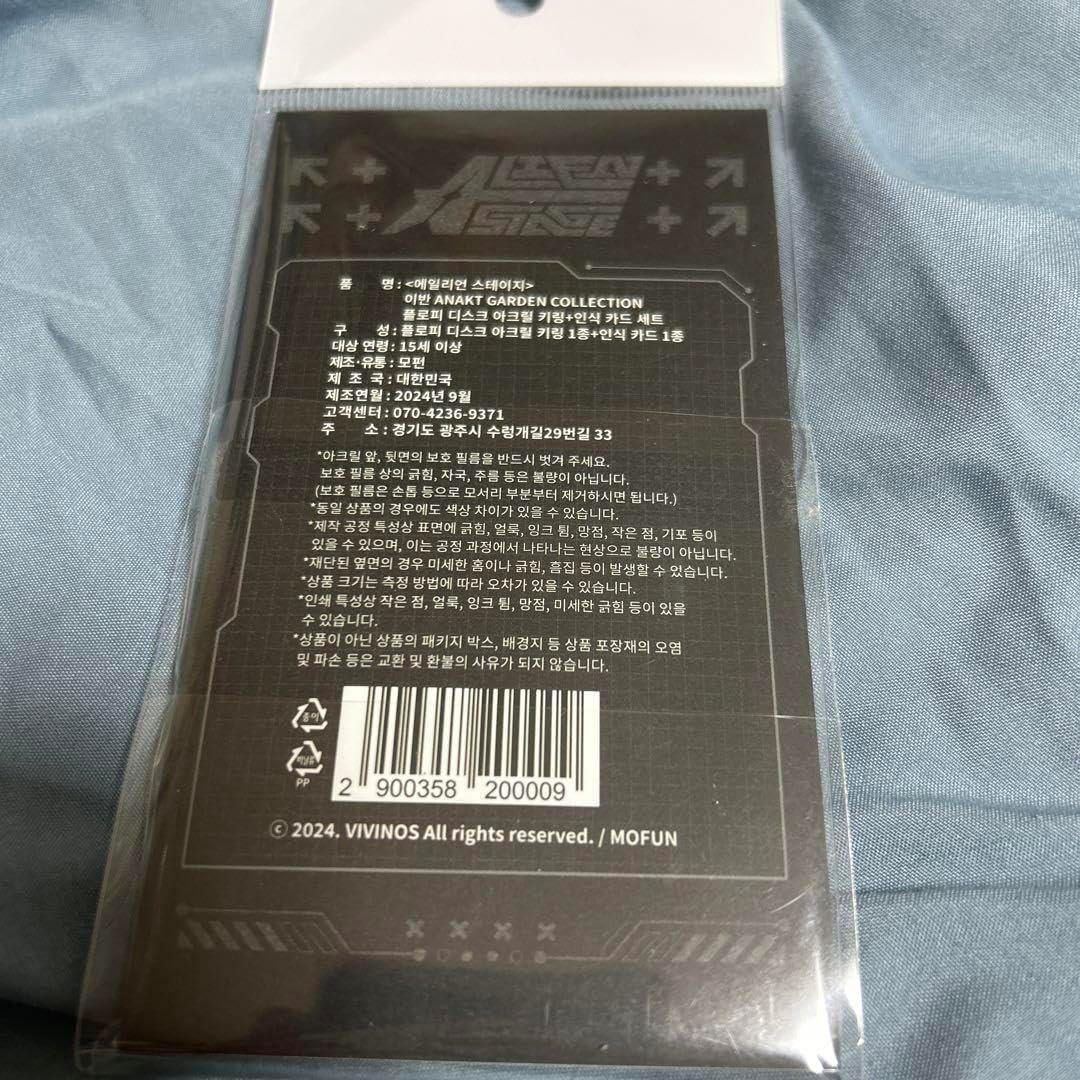 ALIEN
STAGE
품 명 : <에일리언 스테이지>
이반 ANAKT GARDEN COLLECTION
플로피 디스크 아크릴 키링+인식 카드 세트
구 성 : 플로피 디스크 아크릴 키링 1종+인식 카드 1종
대상 연령 : 15세 이상
제조·유통 : 모펀
제 조 국 : 대한민국
제조연월 : 2024년 9월
고객센터 : 070-4236-9371
주 소 : 경기도 광주시 수렁개길29번길 33
*아크릴 앞, 뒷면의 보호 필름을 반드시 벗겨 주세요.
보호 필름 상의 긁힘, 자국, 주름 등은 불량이 아닙니다.
(보호 필름은 손톱 등으로 모서리 부분부터 제거하시면 됩니다.)
*동일 상품의 경우에도 색상 차이가 있을 수 있습니다.
*제작 공정 특성상 표면에 긁힘, 얼룩, 잉크 튐, 망점, 작은 점, 기포 등이
있을 수 있으며, 이는 공정 과정에서 나타나는 현상으로 불량이 아닙니다.
*재단된 옆면의 경우 미세한 홈이나 긁힘, 흠집 등이 발생할 수 있습니다.
*상품 크기는 측정 방법에 따라 오차가 있을 수 있습니다.
*인쇄 특성상 작은 점, 얼룩, 잉크 튐, 망점, 미세한 긁힘 등이 있을
수 있습니다.
*상품이 아닌 상품의 패키지 박스, 배경지 등 상품 포장재의 오염
및 파손 등은 교환 및 환불의 사유가 되지 않습니다.
종이
비닐류
PP
2 900358 200009
ⓒ 2024. VIVINOS All rights reserved. / MOFUN